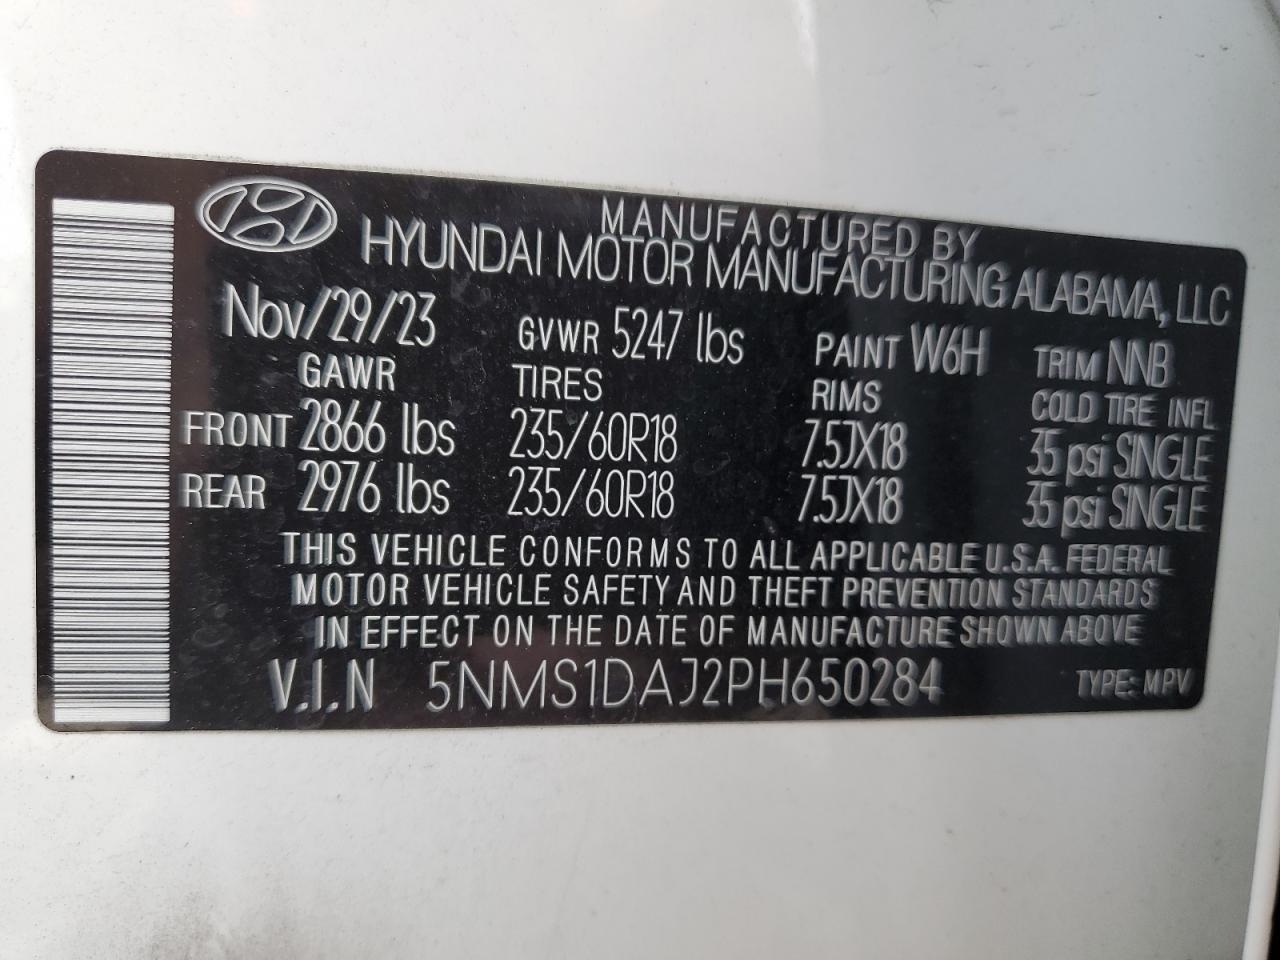 MANUFACTURED BY
HYUNDAI MOTOR MANUFACTURING ALABAMA, LLC
Nov/29/23 GVWR 5247 lbs PAINT W6H TRIM NNB
GAWR TIRES RIMS COLD TIRE INFL
FRONT 2866 lbs 235/60R18 7.5JX18 35 psi SINGLE
REAR 2976 lbs 235/60R18 7.5JX18 35 psi SINGLE
THIS VEHICLE CONFORMS TO ALL APPLICABLE U.S.A. FEDERAL
MOTOR VEHICLE SAFETY AND THEFT PREVENTION STANDARDS
IN EFFECT ON THE DATE OF MANUFACTURE SHOWN ABOVE
V.I.N 5NMS1DAJ2PH650284 TYPE: MPV